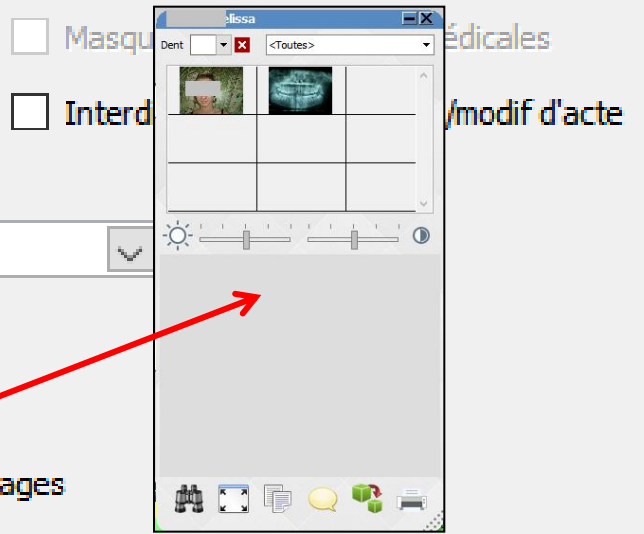 elissa
Dent
<Toutes>
Masqu
édicales
Interd
/modif d'acte
ages